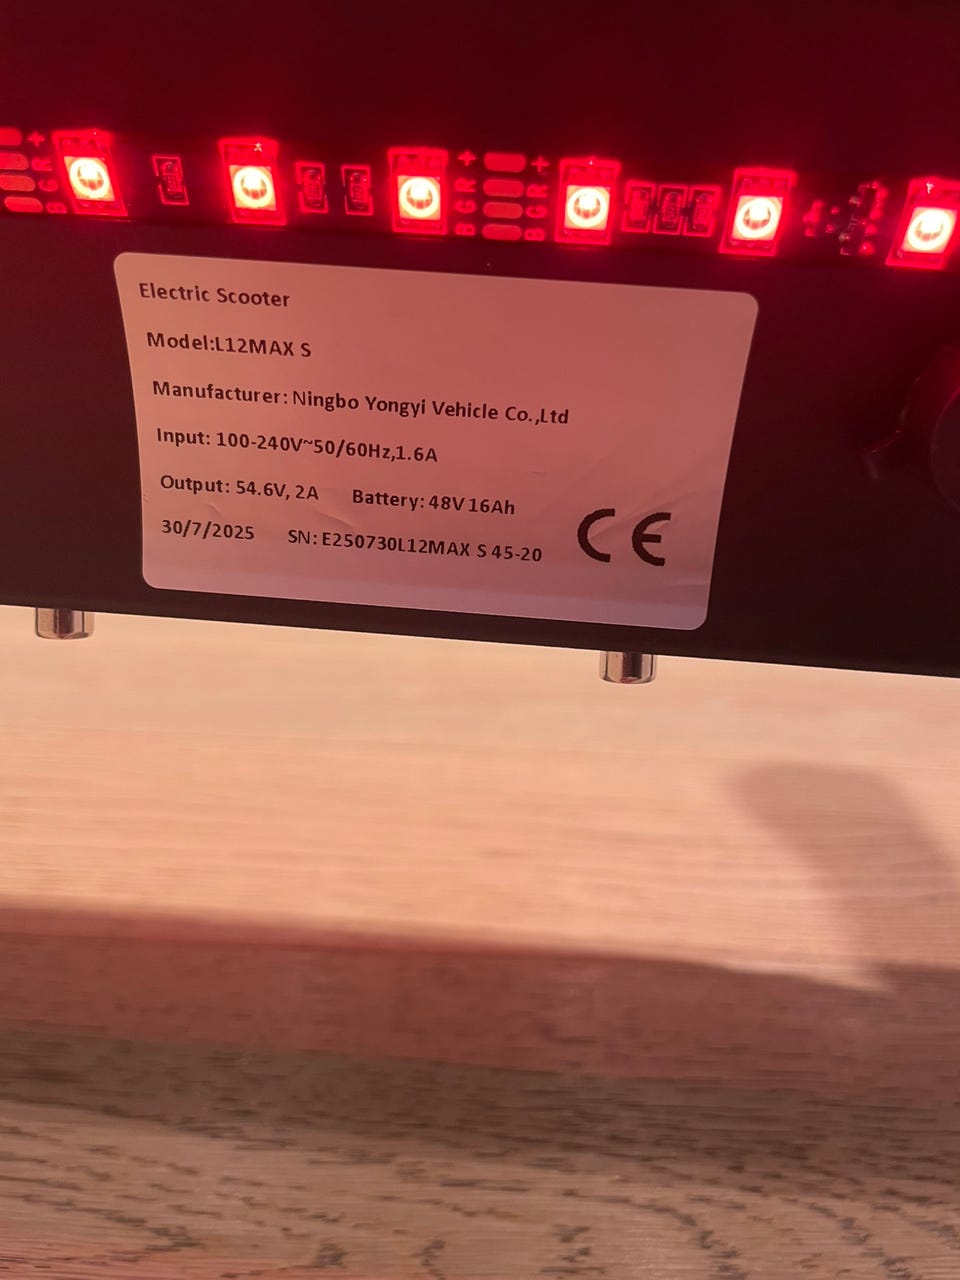 + + +
G R R
B G G
B B
Electric Scooter
Model:L12MAX S
Manufacturer: Ningbo Yongyi Vehicle Co.,Ltd
Input: 100-240V~50/60Hz,1.6A
Output: 54.6V, 2A Battery: 48V 16Ah
30/7/2025 SN: E250730L12MAX S 45-20
CE